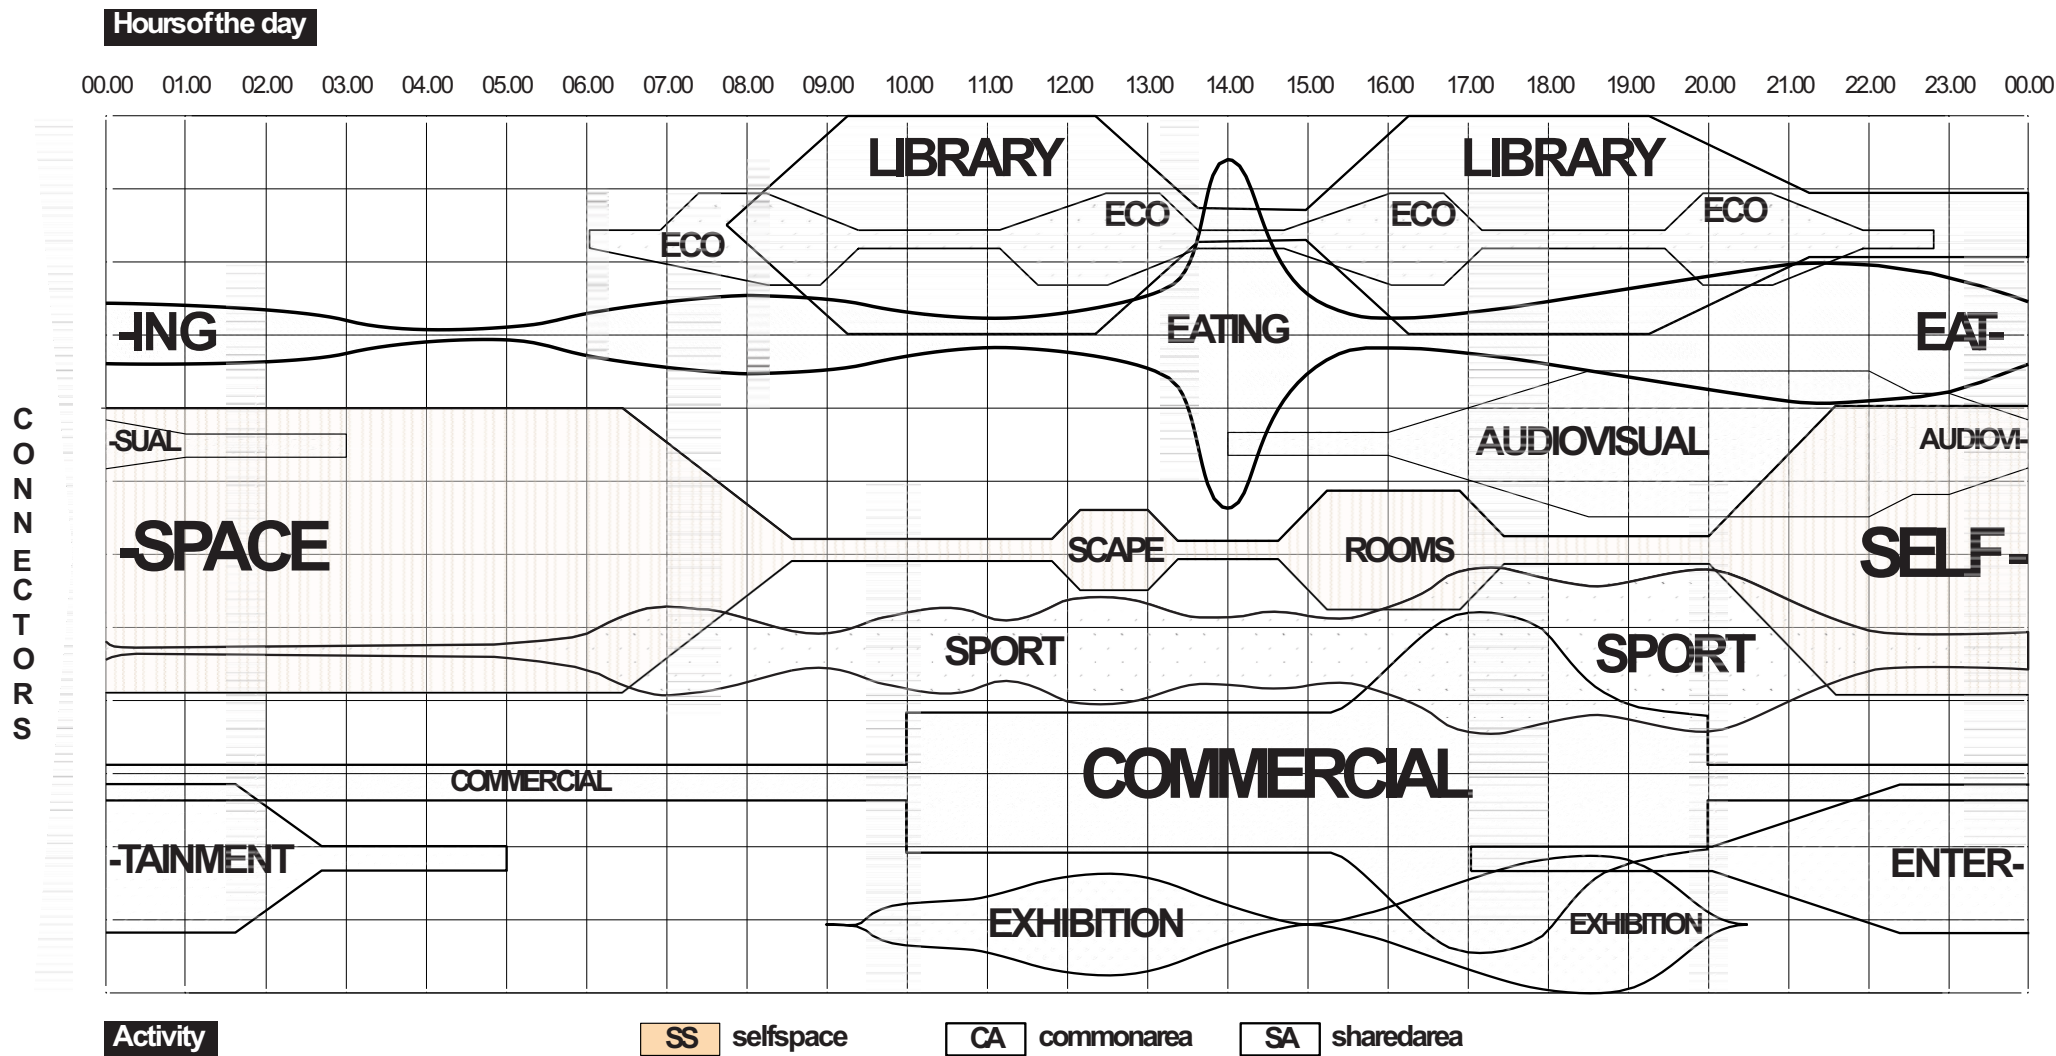 Hours of the day
00.00 01.00 02.00 03.00 04.00 05.00 06.00 07.00 08.00 09.00 10.00 11.00 12.00 13.00 14.00 15.00 16.00 17.00 18.00 19.00 20.00 21.00 22.00 23.00 00.00
LIBRARY LIBRARY
ECO ECO ECO ECO
-ING EATING EAT-
CONNECTORS
-SUAL AUDIOVISUAL AUDIOVI-
-SPACE SCAPE ROOMS SELF-
SPORT SPORT
COMMERCIAL COMMERCIAL
-TAINMENT ENTER-
EXHIBITION EXHIBITION
Activity SS selfspace CA commonarea SA sharedarea